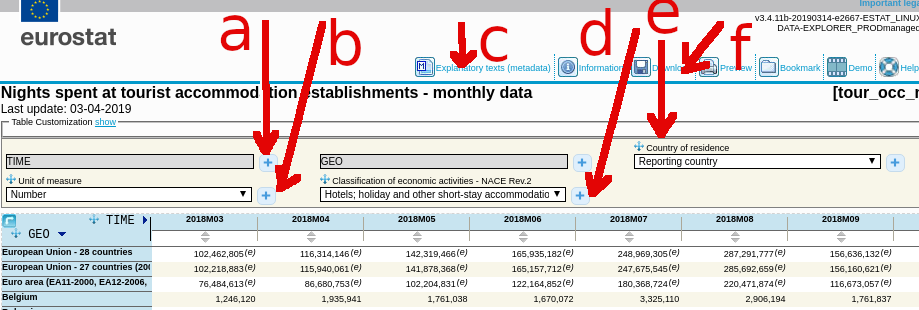 Important lega
v3.4.11b-20190314-e2667-ESTAT_LINUX
DATA-EXPLORER_PRODmanaged
eurostat
a b c d e f
Explanatory texts (metadata) Information Preview Bookmark Demo Help
Nights spent at tourist accommodation establishments - monthly data [tour_occ_n
Last update: 03-04-2019
Table Customization show
Country of residence
TIME GEO Reporting country
Unit of measure Classification of economic activities - NACE Rev.2
Number Hotels; holiday and other short-stay accommodatio
TIME 2018M03 2018M04 2018M05 2018M06 2018M07 2018M08 2018M09
GEO
European Union - 28 countries 102,462,805(e) 116,314,146(e) 142,319,466(e) 165,935,182(e) 248,969,305(e) 287,291,777(e) 156,636,132(e)
European Union - 27 countries (200 102,218,883(e) 115,940,061(e) 141,878,368(e) 165,157,712(e) 247,675,545(e) 285,692,659(e) 156,160,621(e)
Euro area (EA11-2000, EA12-2006, 76,484,613(e) 86,680,753(e) 102,204,831(e) 122,164,852(e) 180,368,724(e) 220,471,874(e) 116,673,057(e)
Belgium 1,246,120 1,935,941 1,761,038 1,670,072 3,325,110 2,906,194 1,761,837